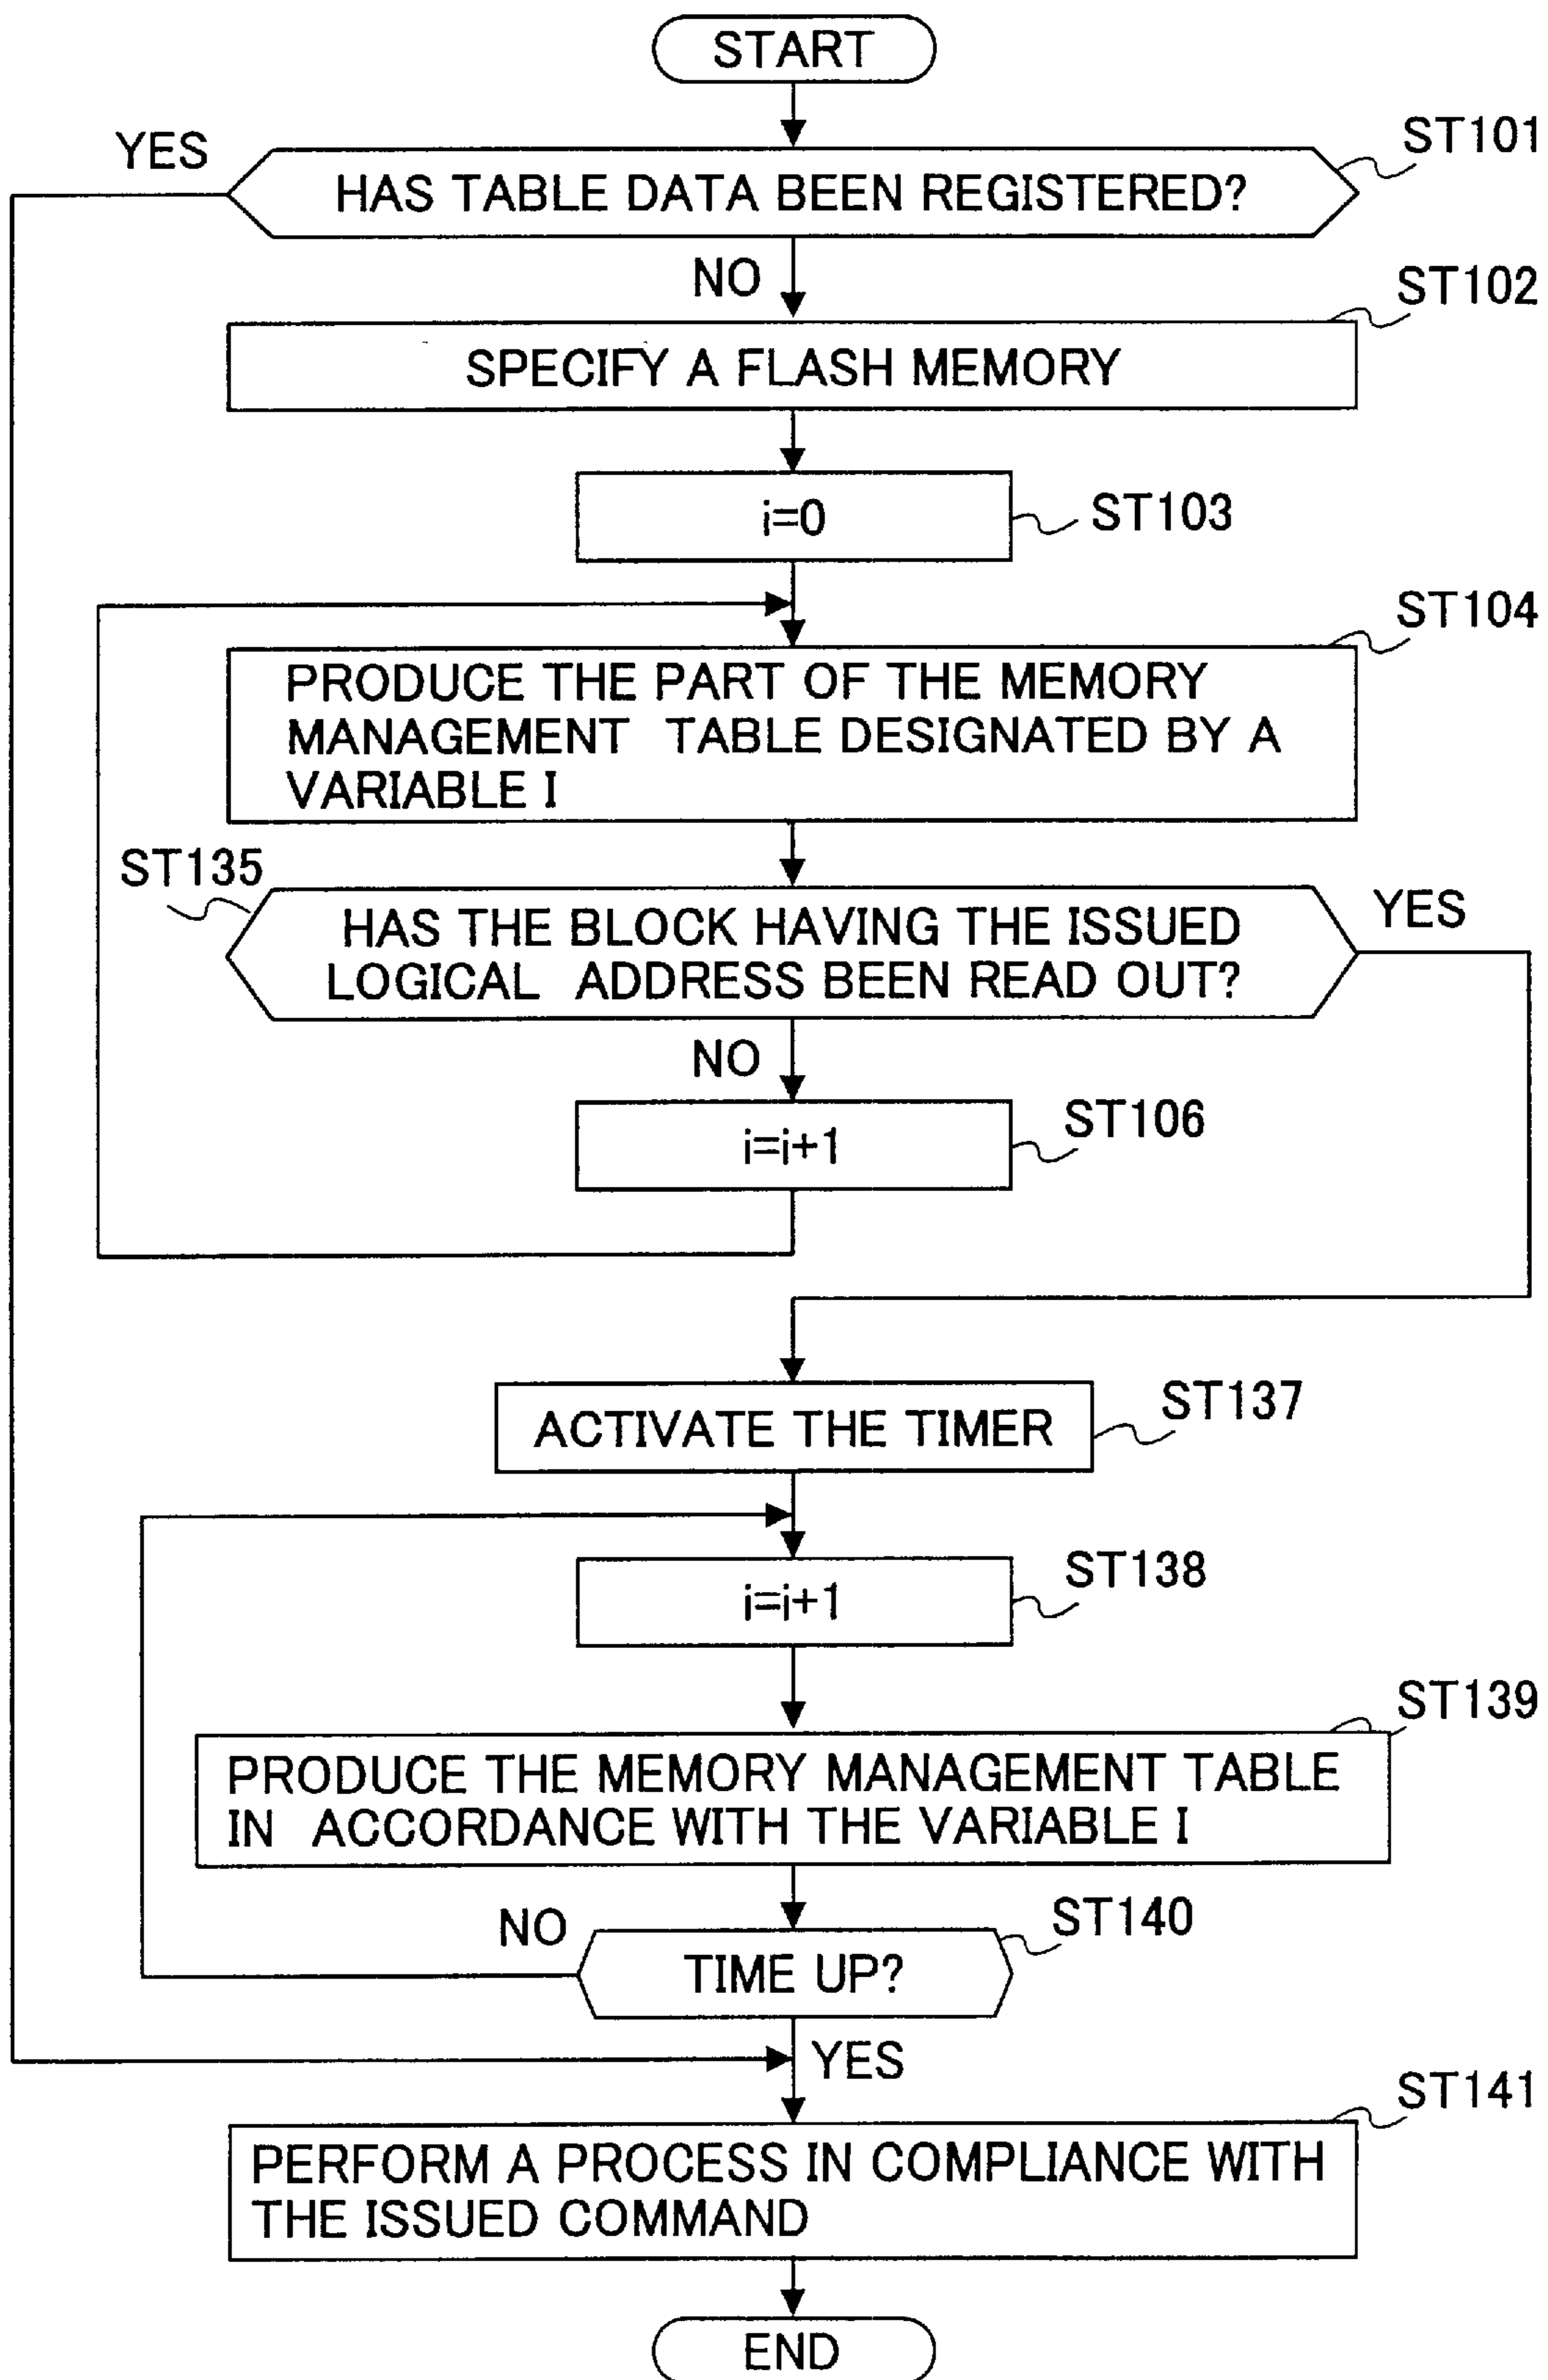 START
YES
ST101
HAS TABLE DATA BEEN REGISTERED?
NO
ST102
SPECIFY A FLASH MEMORY
i=0
ST103
ST104
PRODUCE THE PART OF THE MEMORY
MANAGEMENT TABLE DESIGNATED BY A
VARIABLE I
ST135
HAS THE BLOCK HAVING THE ISSUED
LOGICAL ADDRESS BEEN READ OUT?
YES
NO
i=i+1
ST106
ACTIVATE THE TIMER
ST137
i=i+1
ST138
ST139
PRODUCE THE MEMORY MANAGEMENT TABLE
IN ACCORDANCE WITH THE VARIABLE I
NO
ST140
TIME UP?
YES
ST141
PERFORM A PROCESS IN COMPLIANCE WITH
THE ISSUED COMMAND
END